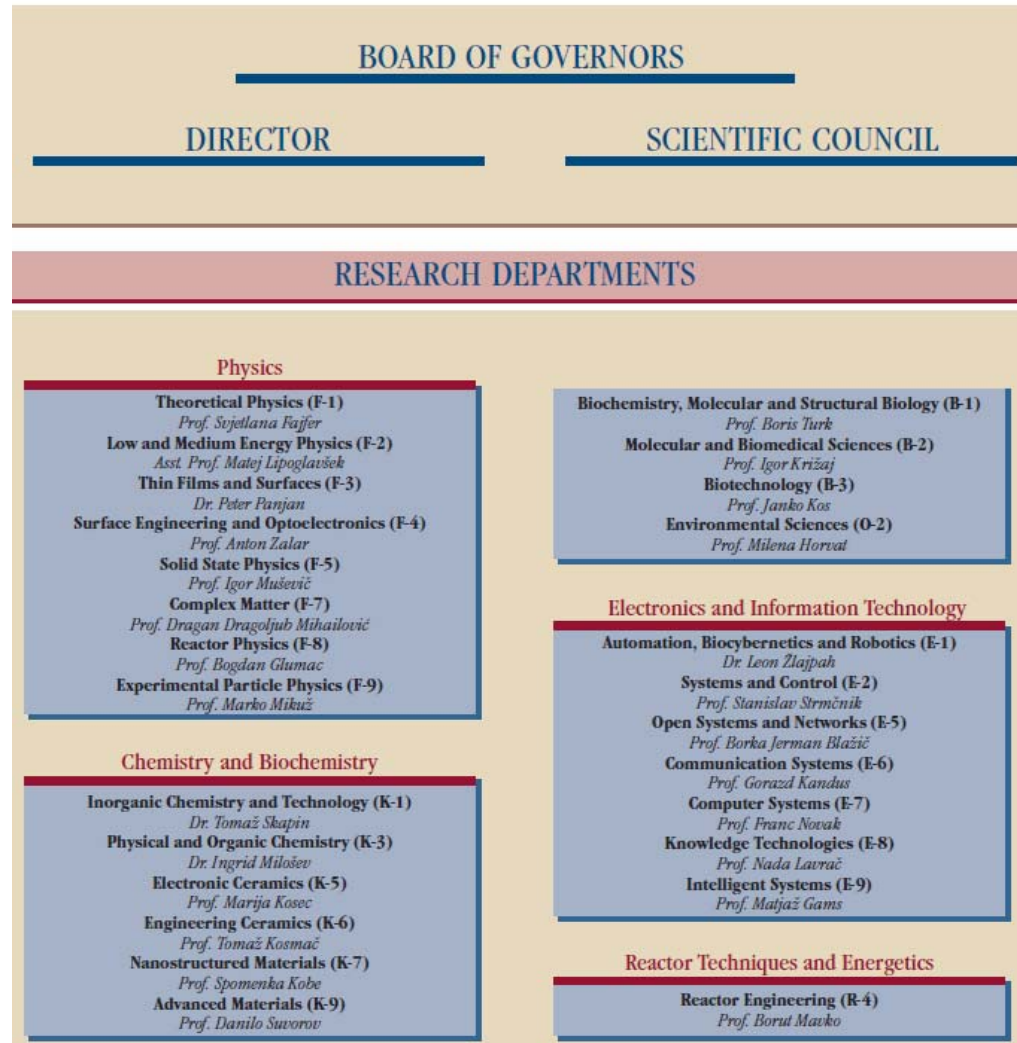 BOARD OF GOVERNORS
DIRECTOR
SCIENTIFIC COUNCIL
RESEARCH DEPARTMENTS
Physics
Theoretical Physics (F-1)
Prof. Svjetlana Fajfer
Low and Medium Energy Physics (F-2)
Asst. Prof. Matej Lipoglavšek
Thin Films and Surfaces (F-3)
Dr. Peter Panjan
Surface Engineering and Optoelectronics (F-4)
Prof. Anton Zalar
Solid State Physics (F-5)
Prof. Igor Muševič
Complex Matter (F-7)
Prof. Dragan Dragoljub Mihailović
Reactor Physics (F-8)
Prof. Bogdan Glumac
Experimental Particle Physics (F-9)
Prof. Marko Mikuž
Chemistry and Biochemistry
Inorganic Chemistry and Technology (K-1)
Dr. Tomaž Skapin
Physical and Organic Chemistry (K-3)
Dr. Ingrid Milošev
Electronic Ceramics (K-5)
Prof. Marija Kosec
Engineering Ceramics (K-6)
Prof. Tomaž Kosmač
Nanostructured Materials (K-7)
Prof. Spomenka Kobe
Advanced Materials (K-9)
Prof. Danilo Suvorov
Biochemistry, Molecular and Structural Biology (B-1)
Prof. Boris Turk
Molecular and Biomedical Sciences (B-2)
Prof. Igor Križaj
Biotechnology (B-3)
Prof. Janko Kos
Environmental Sciences (O-2)
Prof. Milena Horvat
Electronics and Information Technology
Automation, Biocybernetics and Robotics (E-1)
Dr. Leon Žlajpah
Systems and Control (E-2)
Prof. Stanislav Strmčnik
Open Systems and Networks (E-5)
Prof. Borka Jerman Blažič
Communication Systems (E-6)
Prof. Gorazd Kandus
Computer Systems (E-7)
Prof. Franc Novak
Knowledge Technologies (E-8)
Prof. Nada Lavrač
Intelligent Systems (E-9)
Prof. Matjaž Gams
Reactor Techniques and Energetics
Reactor Engineering (R-4)
Prof. Borut Mavko